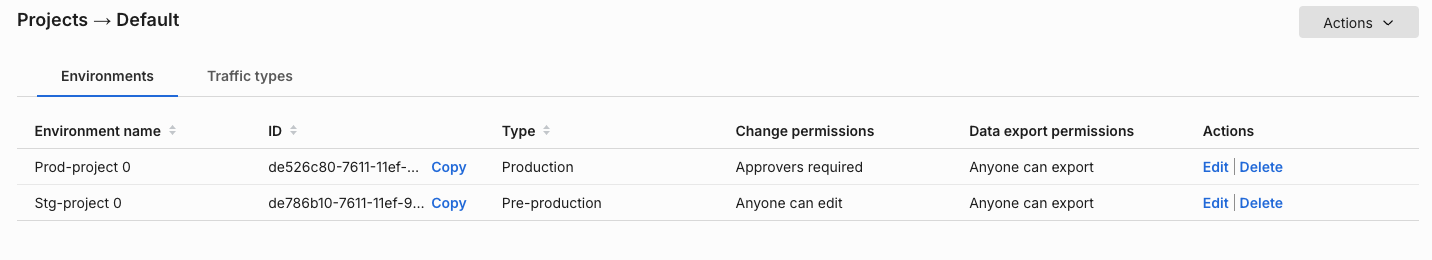 Projects → Default
Actions
Environments Traffic types
Environment name ID Type Change permissions Data export permissions Actions
Prod-project 0 de526c80-7611-11ef-... Copy Production Approvers required Anyone can export Edit | Delete
Stg-project 0 de786b10-7611-11ef-9... Copy Pre-production Anyone can edit Anyone can export Edit | Delete